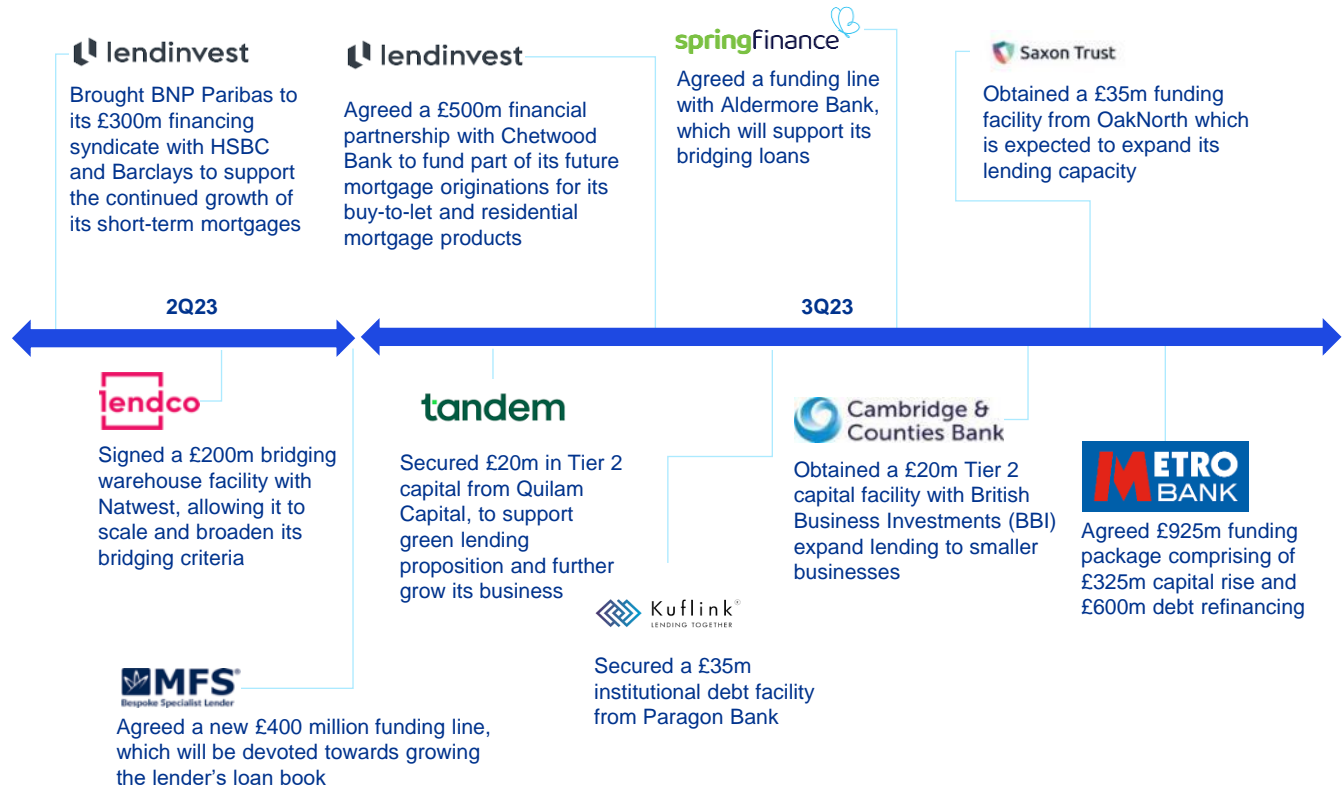 lendinvest
Brought BNP Paribas to
its £300m financing
syndicate with HSBC
and Barclays to support
the continued growth of
its short-term mortgages
lendinvest
Agreed a £500m financial
partnership with Chetwood
Bank to fund part of its future
mortgage originations for its
buy-to-let and residential
mortgage products
springfinance
Agreed a funding line
with Aldermore Bank,
which will support its
bridging loans
Saxon Trust
Obtained a £35m funding
facility from OakNorth which
is expected to expand its
lending capacity
2Q23
3Q23
lendco
Signed a £200m bridging
warehouse facility with
Natwest, allowing it to
scale and broaden its
bridging criteria
MFS®
Bespoke Specialist Lender
Agreed a new £400 million funding line,
which will be devoted towards growing
the lender's loan book
tandem
Secured £20m in Tier 2
capital from Quilam
Capital, to support
green lending
proposition and further
grow its business
Kuflink®
LENDING TOGETHER
Secured a £35m
institutional debt facility
from Paragon Bank
Cambridge &
Counties Bank
Obtained a £20m Tier 2
capital facility with British
Business Investments (BBI)
expand lending to smaller
businesses
METRO
BANK
Agreed £925m funding
package comprising of
£325m capital rise and
£600m debt refinancing